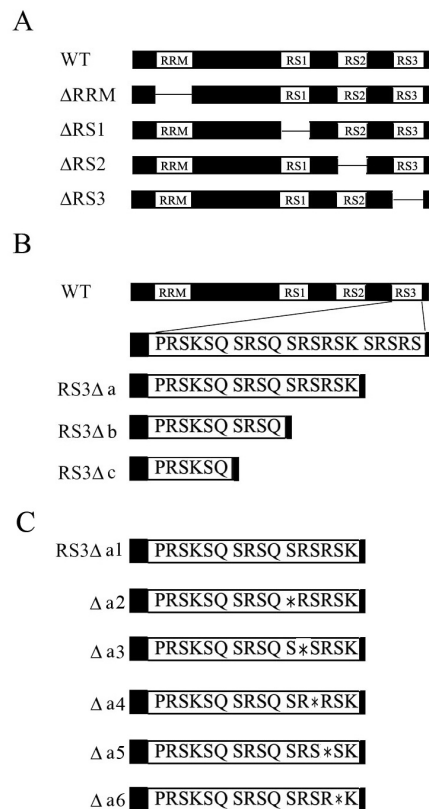 A
WT RRM RS1 RS2 RS3
ΔRRM RS1 RS2 RS3
ΔRS1 RRM RS2 RS3
ΔRS2 RRM RS1 RS3
ΔRS3 RRM RS1 RS2
B
WT RRM RS1 RS2 RS3
PRSKSQ SRSQ SRSRSK SRSRS
RS3Δ a PRSKSQ SRSQ SRSRSK
RS3Δ b PRSKSQ SRSQ
RS3Δ c PRSKSQ
C
RS3Δ a1 PRSKSQ SRSQ SRSRSK
Δ a2 PRSKSQ SRSQ *RSRSK
Δ a3 PRSKSQ SRSQ S*SRSK
Δ a4 PRSKSQ SRSQ SR*RSK
Δ a5 PRSKSQ SRSQ SRS*SK
Δ a6 PRSKSQ SRSQ SRSR*K